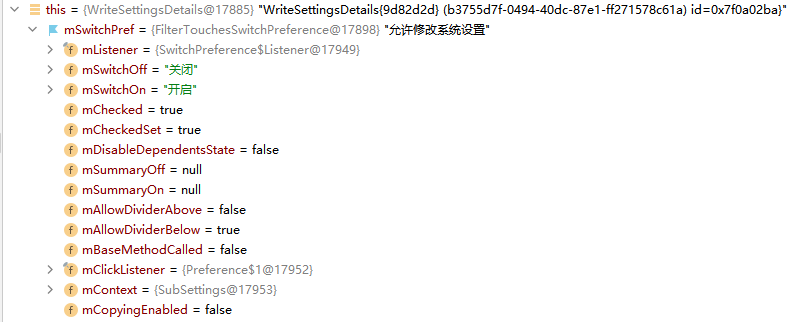 this = {WriteSettingsDetails@17885} "WriteSettingsDetails{9d82d2d} (b3755d7f-0494-40dc-87e1-ff271578c61a) id=0x7f0a02ba}"
mSwitchPref = {FilterTouchesSwitchPreference@17898} "允许修改系统设置"
mListener = {SwitchPreference$Listener@17949}
mSwitchOff = "关闭"
mSwitchOn = "开启"
mChecked = true
mCheckedSet = true
mDisableDependentsState = false
mSummaryOff = null
mSummaryOn = null
mAllowDividerAbove = false
mAllowDividerBelow = true
mBaseMethodCalled = false
mClickListener = {Preference$1@17952}
mContext = {SubSettings@17953}
mCopyingEnabled = false